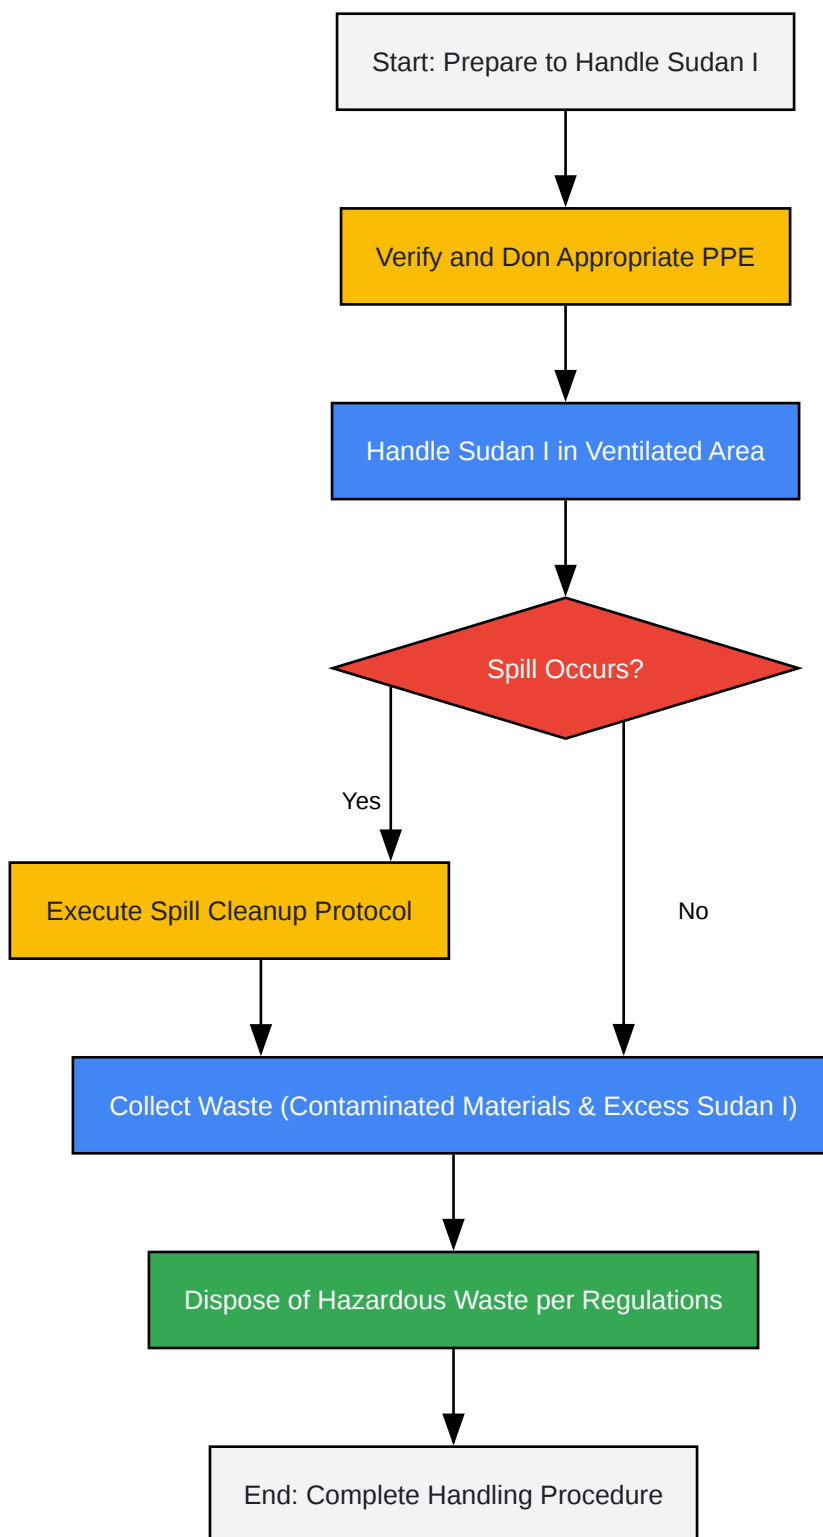 Start: Prepare to Handle Sudan I
Verify and Don Appropriate PPE
Handle Sudan I in Ventilated Area
Spill Occurs?
Yes
Execute Spill Cleanup Protocol
No
Collect Waste (Contaminated Materials & Excess Sudan I)
Dispose of Hazardous Waste per Regulations
End: Complete Handling Procedure